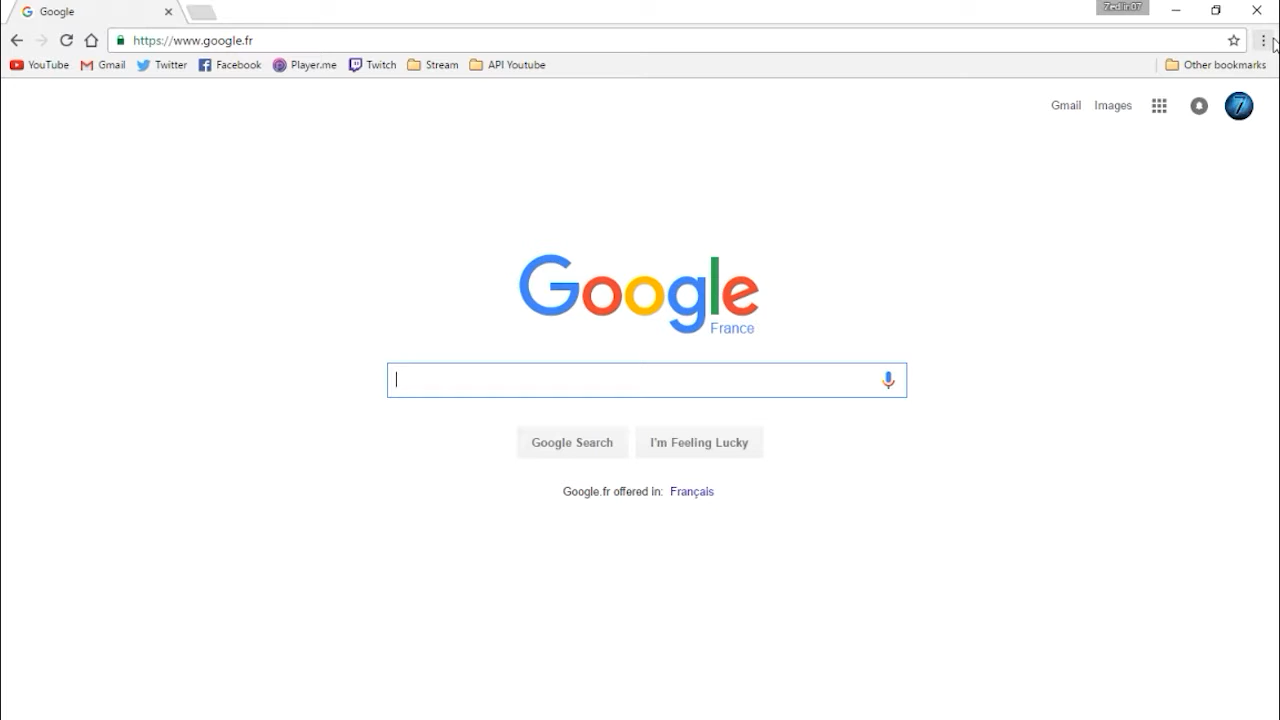 Google
https://www.google.fr
YouTube Gmail Twitter Facebook Player.me Twitch Stream API Youtube Other bookmarks
Gmail Images
Google
France
Google Search I'm Feeling Lucky
Google.fr offered in: Français